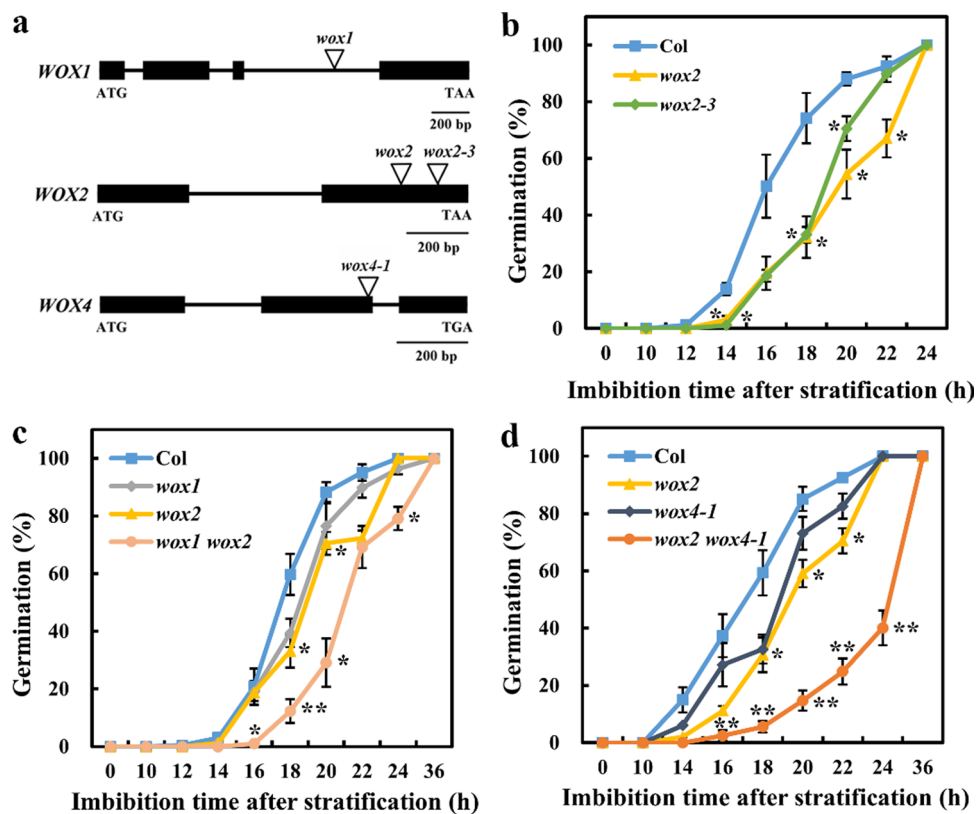 a
wox1
WOX1
ATG TAA
200 bp
wox2 wox2-3
WOX2
ATG TAA
200 bp
wox4-1
WOX4
ATG TGA
200 bp
b
Col
wox2
wox2-3
Germination (%)
100
80
60
40
20
0
* * * * * * *
0 10 12 14 16 18 20 22 24
Imbibition time after stratification (h)
c
Col
wox1
wox2
wox1 wox2
Germination (%)
100
80
60
40
20
0
* * * ** * *
0 10 12 14 16 18 20 22 24 36
Imbibition time after stratification (h)
d
Col
wox2
wox4-1
wox2 wox4-1
Germination (%)
100
80
60
40
20
0
* * * ** ** ** ** **
0 10 14 16 18 20 22 24 36
Imbibition time after stratification (h)